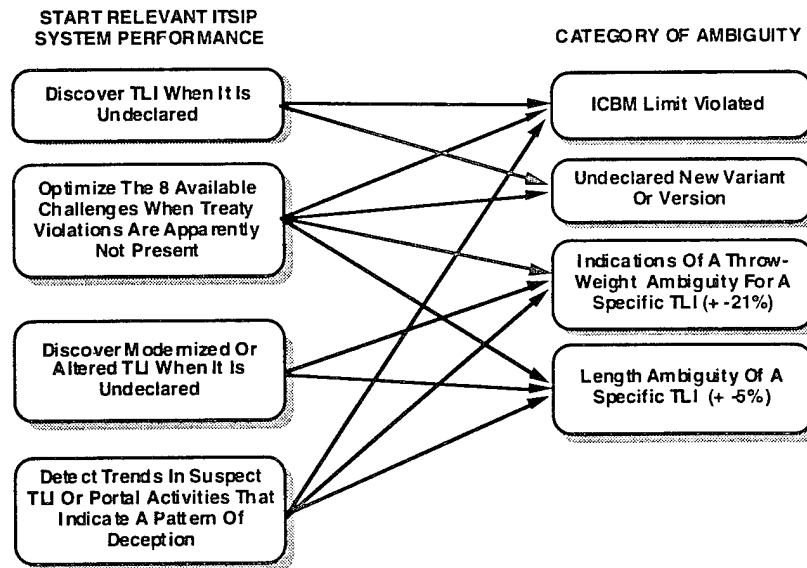 START RELEVANT ITSIP
SYSTEM PERFORMANCE
Discover TLI When It Is
Undeclared
Optimize The 8 Available
Challenges When Treaty
Violations Are Apparently
Not Present
Discover Modernized Or
Altered TLI When It Is
Undeclared
Detect Trends In Suspect
TLI Or Portal Activities That
Indicate A Pattern Of
Deception
CATEGORY OF AMBIGUITY
ICBM Limit Violated
Undeclared New Variant
Or Version
Indications Of A Throw-
Weight Ambiguity For A
Specific TLI (+ -21%)
Length Ambiguity Of A
Specific TLI (+ -5%)